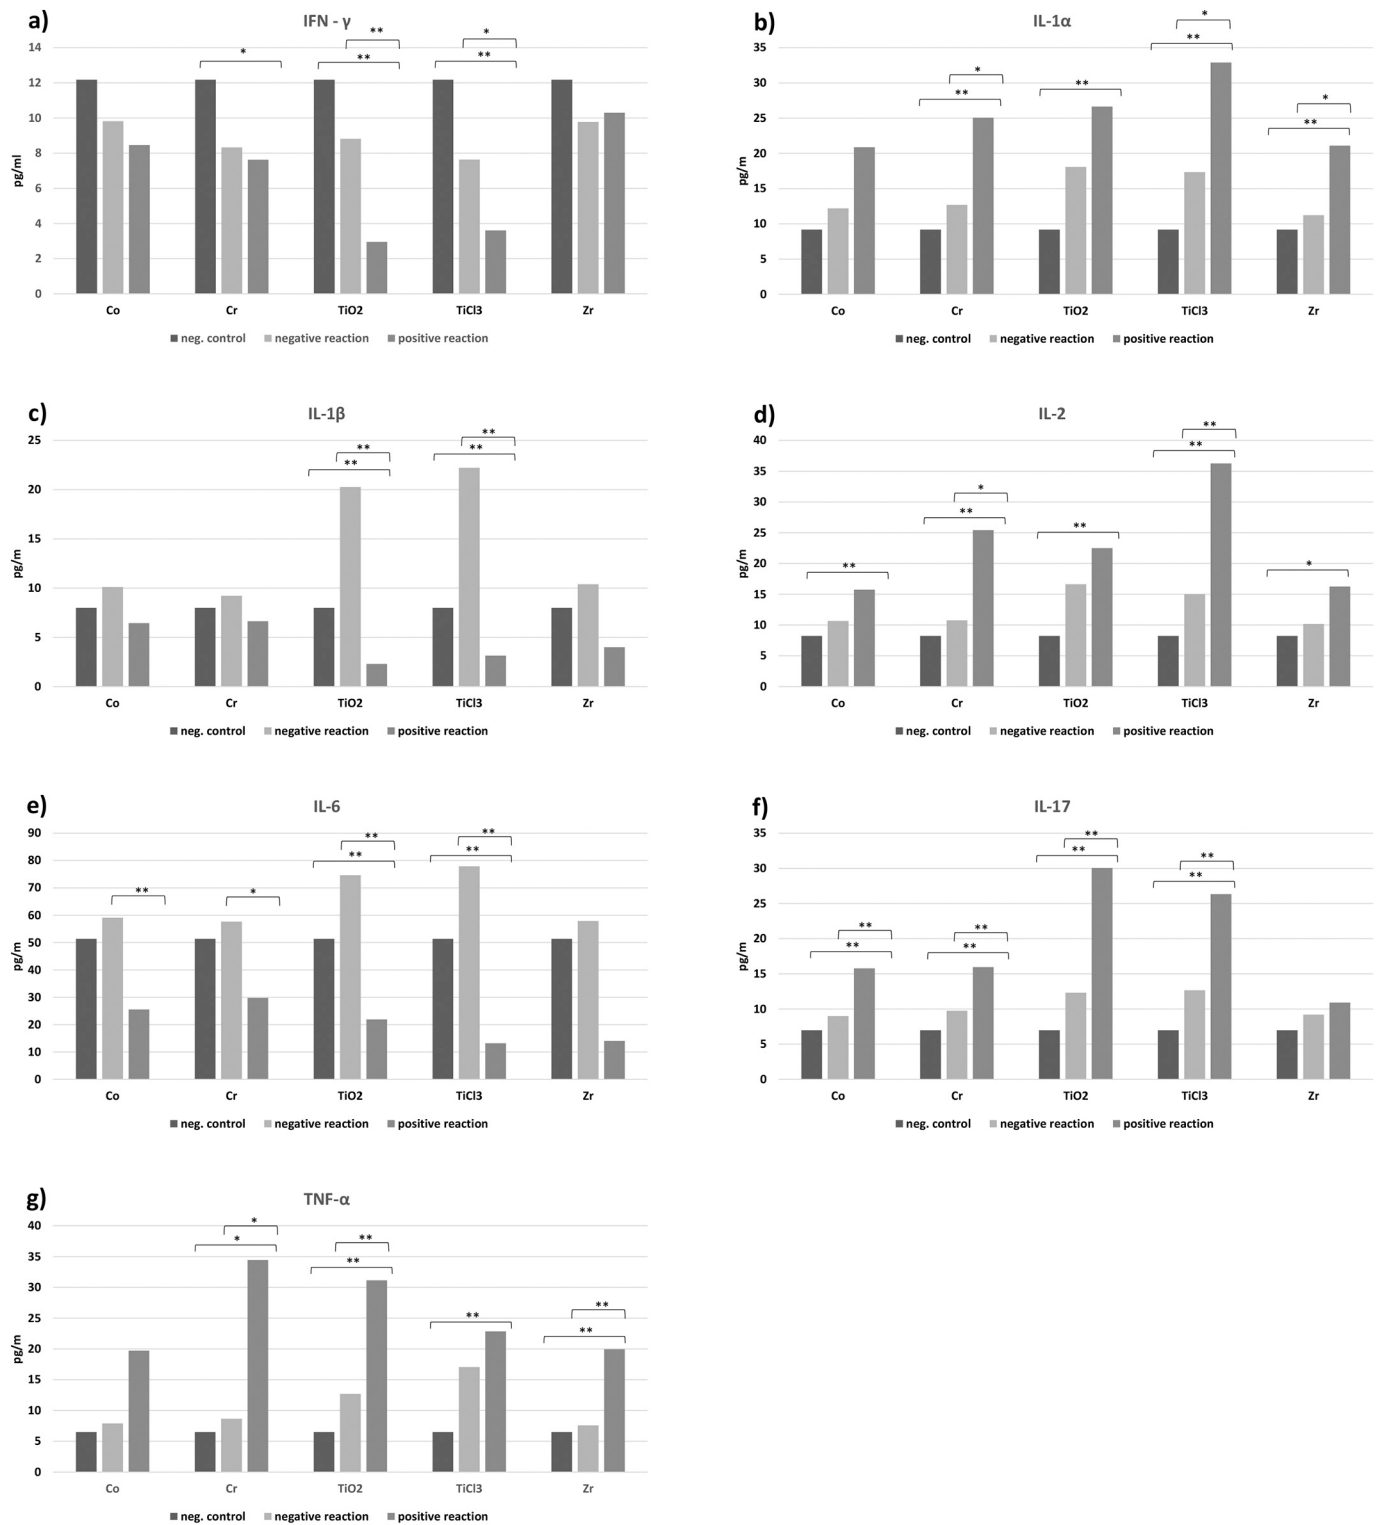 a)
IFN - γ
14
12
10
8
6
4
2
0
pg/ml
*
**
**
*
**
Co Cr TiO2 TiCl3 Zr
neg. control negative reaction positive reaction
b)
IL-1α
35
30
25
20
15
10
5
0
pg/m
*
**
**
*
**
*
**
Co Cr TiO2 TiCl3 Zr
neg. control negative reaction positive reaction
c)
IL-1β
25
20
15
10
5
0
pg/m
**
**
**
**
Co Cr TiO2 TiCl3 Zr
neg. control negative reaction positive reaction
d)
IL-2
40
35
30
25
20
15
10
5
0
pg/m
**
*
**
**
**
**
*
Co Cr TiO2 TiCl3 Zr
neg. control negative reaction positive reaction
e)
IL-6
90
80
70
60
50
40
30
20
10
0
pg/m
**
*
**
**
**
**
Co Cr TiO2 TiCl3 Zr
neg. control negative reaction positive reaction
f)
IL-17
35
30
25
20
15
10
5
0
pg/m
**
**
**
**
**
**
**
**
Co Cr TiO2 TiCl3 Zr
neg. control negative reaction positive reaction
g)
TNF-α
40
35
30
25
20
15
10
5
0
pg/m
*
*
**
**
**
**
**
Co Cr TiO2 TiCl3 Zr
neg. control negative reaction positive reaction